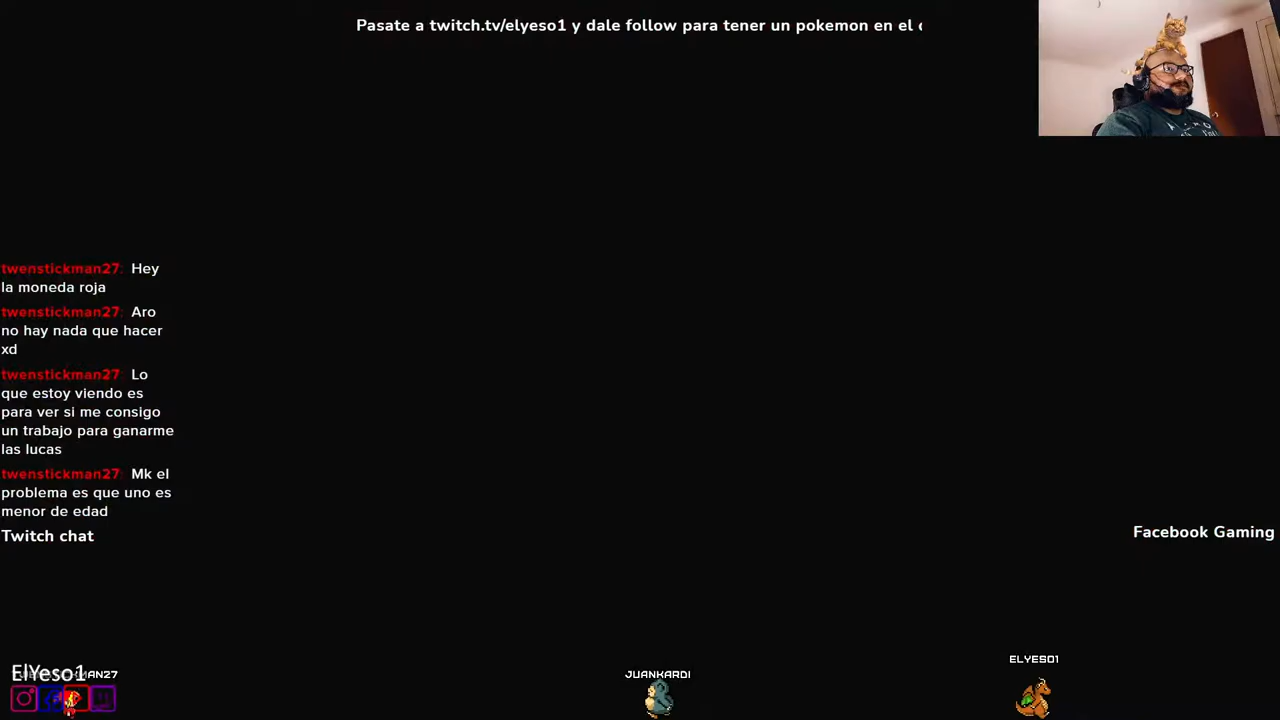 Pasate a twitch.tv/elyeso1 y dale follow para tener un pokemon en el
twenstickman27: Hey
la moneda roja
twenstickman27: Aro
no hay nada que hacer
xd
twenstickman27: Lo
que estoy viendo es
para ver si me consigo
un trabajo para ganarme
las lucas
twenstickman27: Mk el
problema es que uno es
menor de edad
Twitch chat
Facebook Gaming
ELYESO1
ElYeso1
MAN27
JUANKARDI